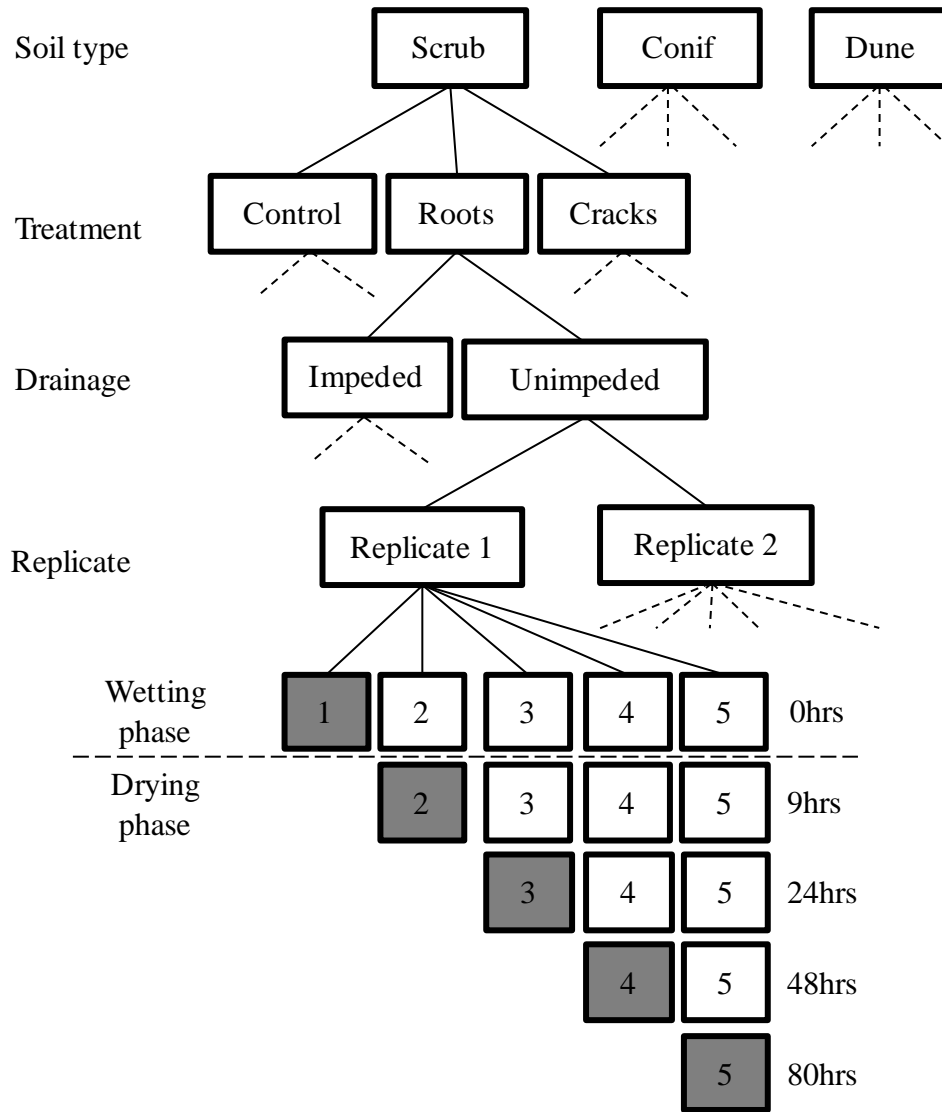 Soil type Scrub Conif Dune
Treatment Control Roots Cracks
Drainage Impeded Unimpeded
Replicate Replicate 1 Replicate 2
Wetting phase 1 2 3 4 5 0hrs
Drying phase 2 3 4 5 9hrs
3 4 5 24hrs
4 5 48hrs
5 80hrs